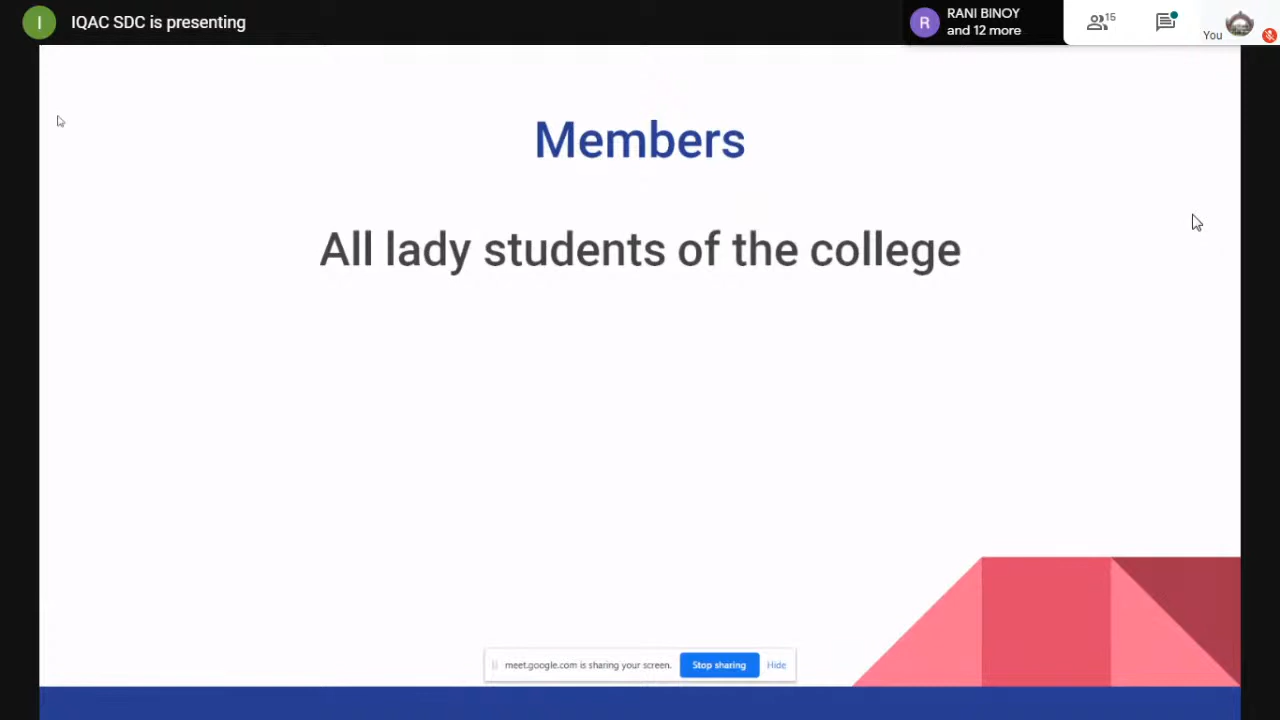 I
IQAC SDC is presenting
R
RANI BINOY
and 12 more
15
You
Members
All lady students of the college
meet.google.com is sharing your screen.
Stop sharing
Hide